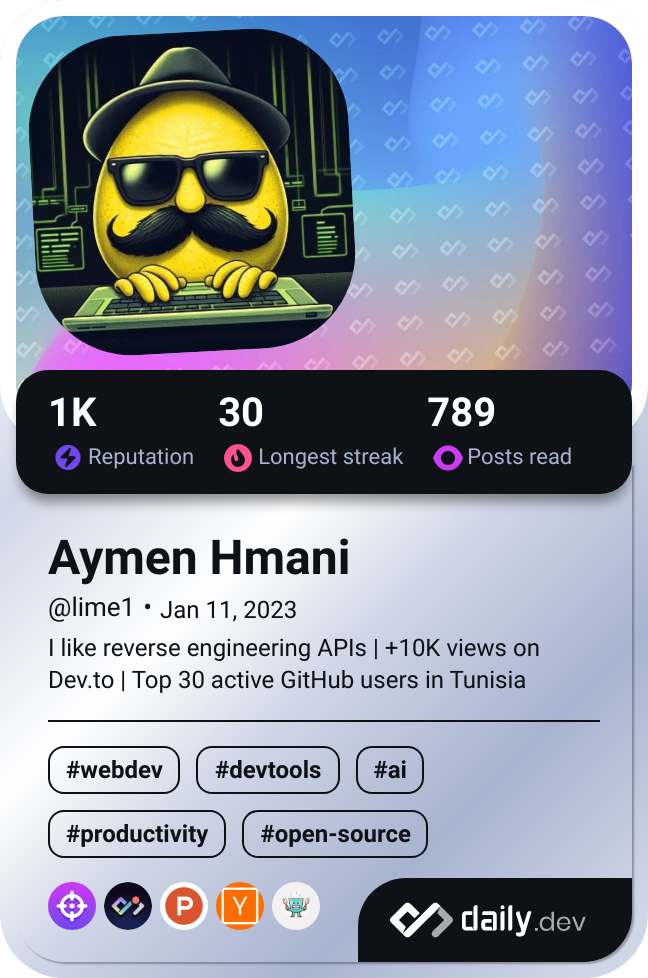 1K 30 789
Reputation Longest streak Posts read
Aymen Hmani
@lime1 • Jan 11, 2023
I like reverse engineering APIs | +10K views on
Dev.to | Top 30 active GitHub users in Tunisia
#webdev #devtools #ai
#productivity #open-source
P Y
daily.dev